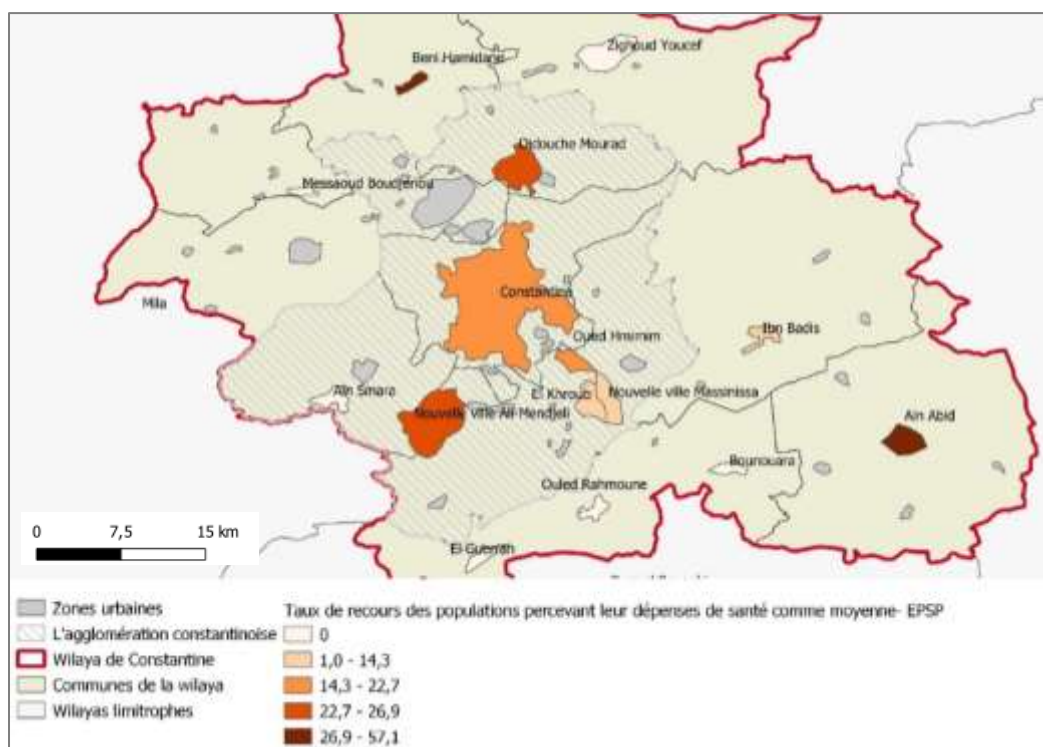 Zighoud Youcef
Beni Hamidane
Didouche Mourad
Messaoud Boudjeriou
Constantine
Mila
Oued Hmimim
Ibn Badis
Aïn Smara
El Khroub
Nouvelle ville Massinissa
Nouvelle ville Ali Mendjeli
Ain Abid
Bounouara
Ouled Rahmoune
El Guerrah
0 7,5 15 km
Zones urbaines
L'agglomération constantinoise
Wilaya de Constantine
Communes de la wilaya
Wilayas limitrophes
Taux de recours des populations percevant leur dépenses de santé comme moyenne- EPSP
0
1,0 - 14,3
14,3 - 22,7
22,7 - 26,9
26,9 - 57,1